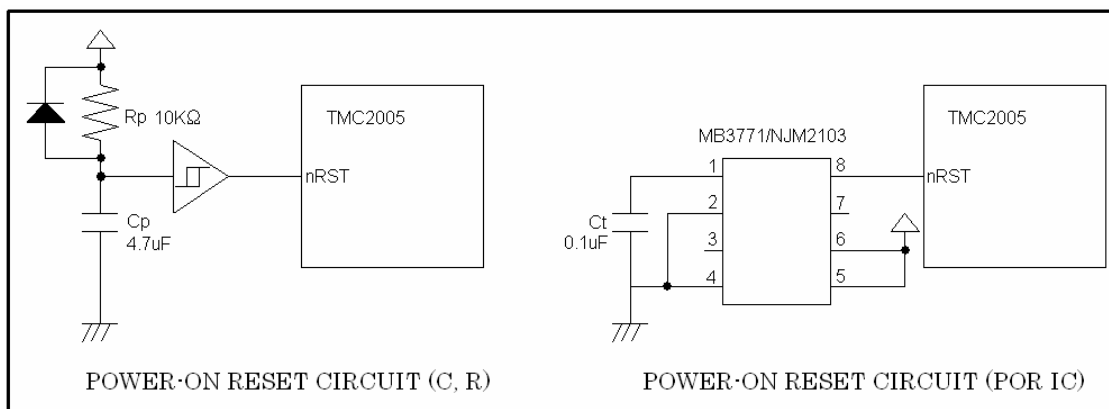 Rp 10KΩ
TMC2005
nRST
Cp
4.7uF
POWER-ON RESET CIRCUIT (C, R)
MB3771/NJM2103
TMC2005
1
8
nRST
2
7
Ct
0.1uF
3
6
4
5
POWER-ON RESET CIRCUIT (POR IC)